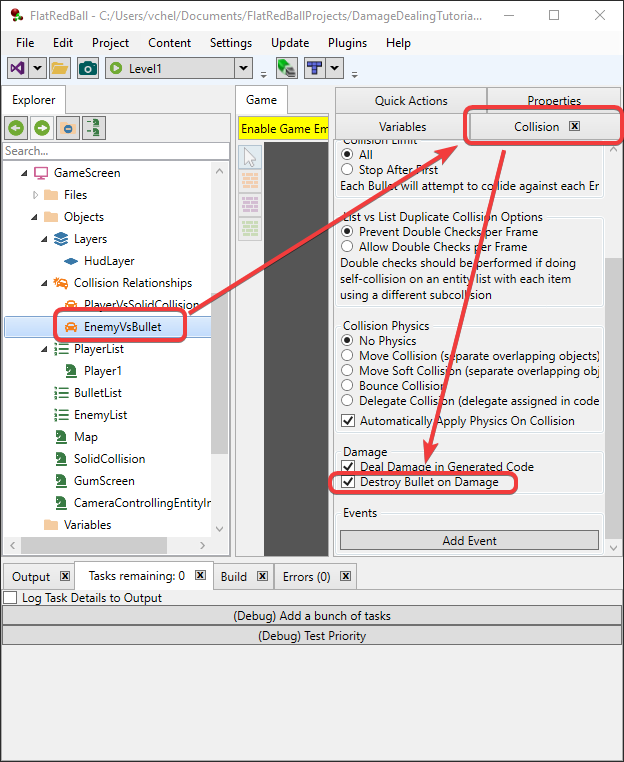 FlatRedBall - C:/Users/vchel/Documents/FlatRedBallProjects/DamageDealingTutoria...
File Edit Project Content Settings Update Plugins Help
Level1
Explorer
Search...
GameScreen
Files
Objects
Layers
HudLayer
Collision Relationships
PlayerVsSolidCollision
EnemyVsBullet
PlayerList
Player1
BulletList
EnemyList
Map
SolidCollision
GumScreen
CameraControllingEntityIn
Variables
Game
Enable Game Em
Quick Actions Properties
Variables Collision
Collision Limit
All
Stop After First
Each Bullet will attempt to collide against each Er
List vs List Duplicate Collision Options
Prevent Double Checks per Frame
Allow Double Checks per Frame
Double checks should be performed if doing
self-collision on an entity list with each item
using a different subcollision
Collision Physics
No Physics
Move Collision (separate overlapping objects)
Move Soft Collision (separate overlapping obj
Bounce Collision
Delegate Collision (delegate assigned in code
Automatically Apply Physics On Collision
Damage
Deal Damage in Generated Code
Destroy Bullet on Damage
Events
Add Event
Output Tasks remaining: 0 Build Errors (0)
Log Task Details to Output
(Debug) Add a bunch of tasks
(Debug) Test Priority